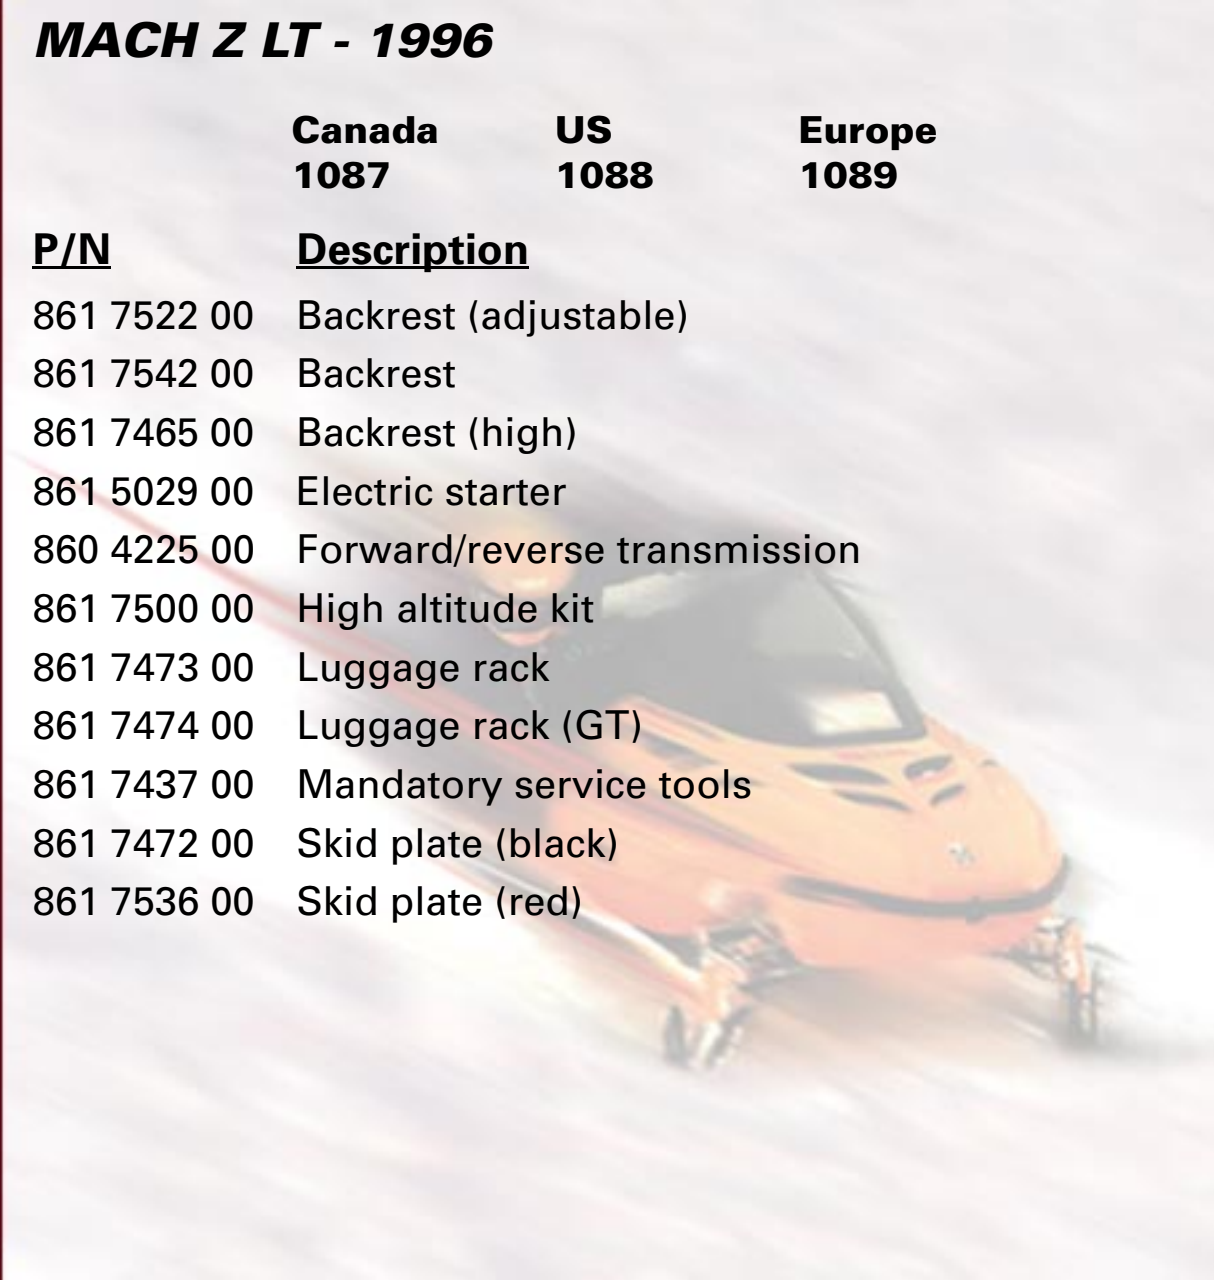 MACH Z LT - 1996
Canada US Europe
1087 1088 1089
P/N Description
861 7522 00 Backrest (adjustable)
861 7542 00 Backrest
861 7465 00 Backrest (high)
861 5029 00 Electric starter
860 4225 00 Forward/reverse transmission
861 7500 00 High altitude kit
861 7473 00 Luggage rack
861 7474 00 Luggage rack (GT)
861 7437 00 Mandatory service tools
861 7472 00 Skid plate (black)
861 7536 00 Skid plate (red)